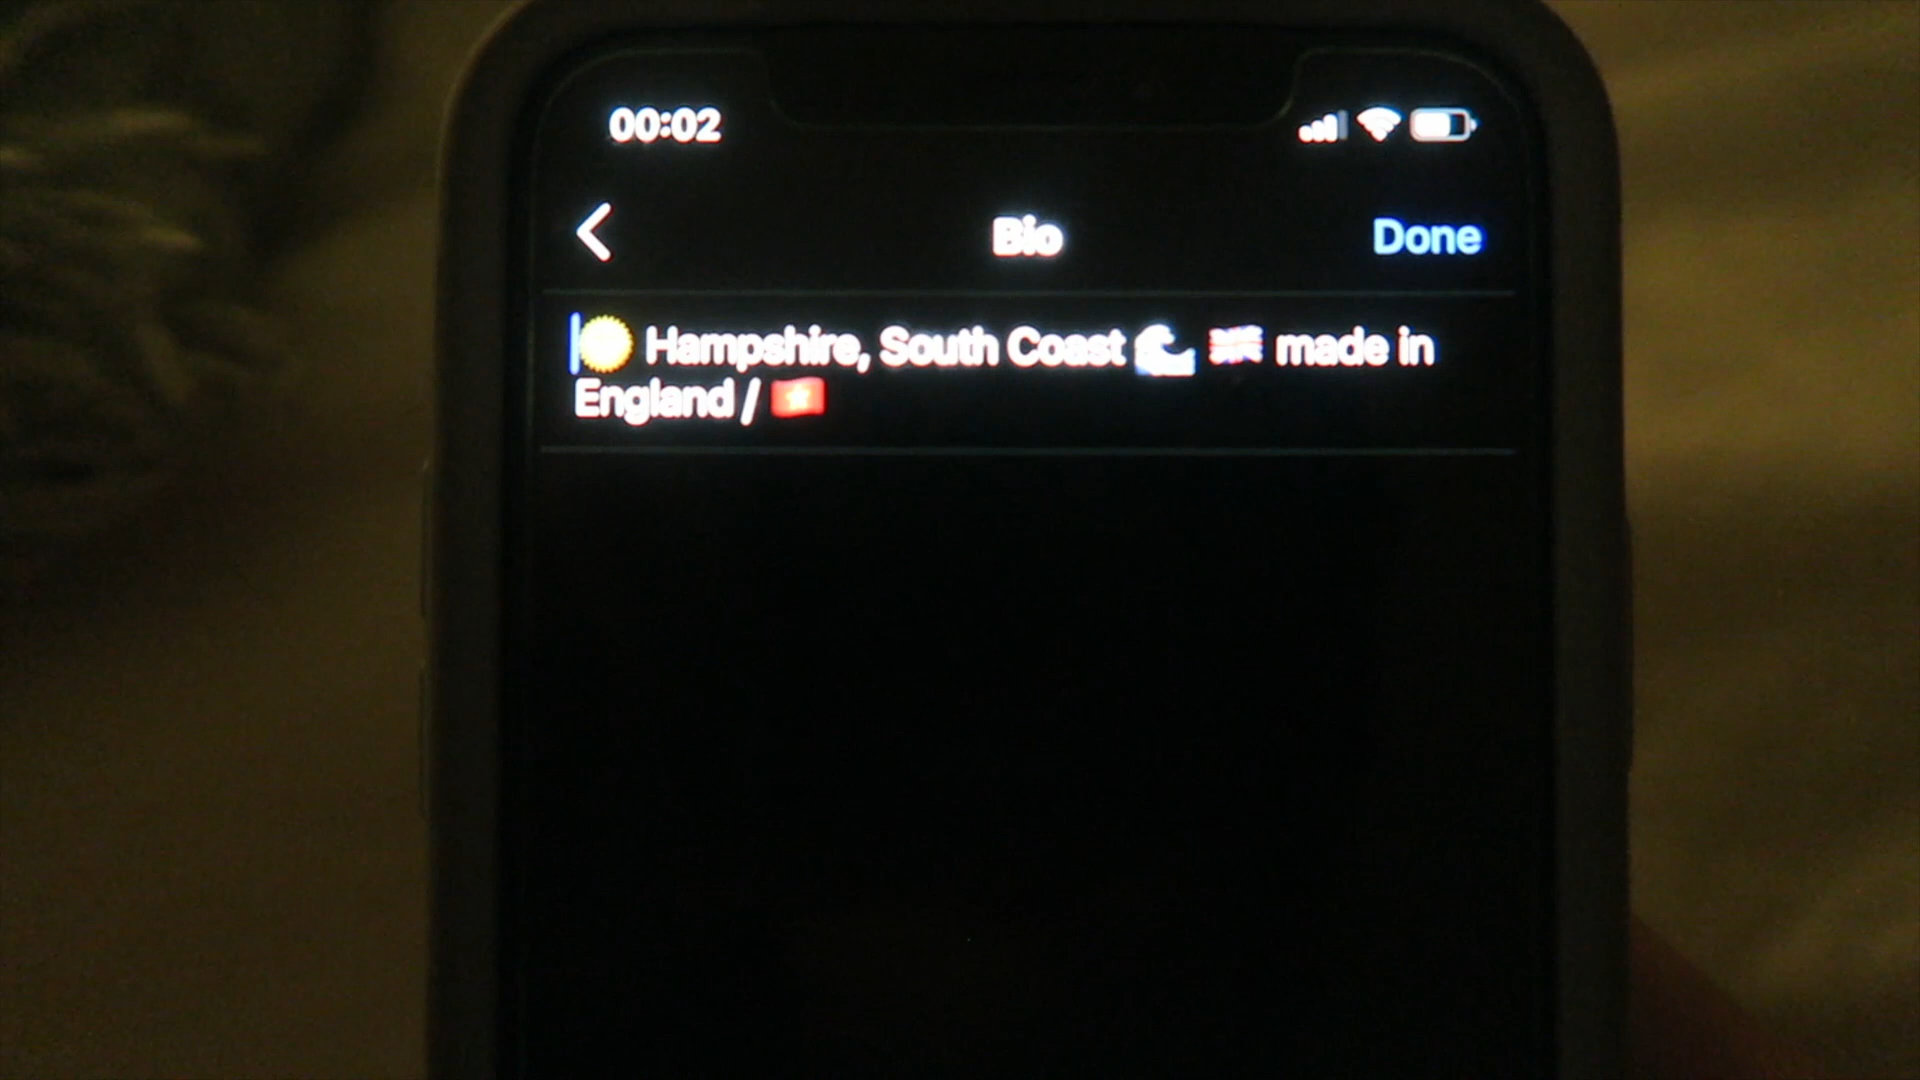 00:02
Bio
Done
☀️ Hampshire, South Coast 🌊 🇬🇧 made in
England / 🇻🇳